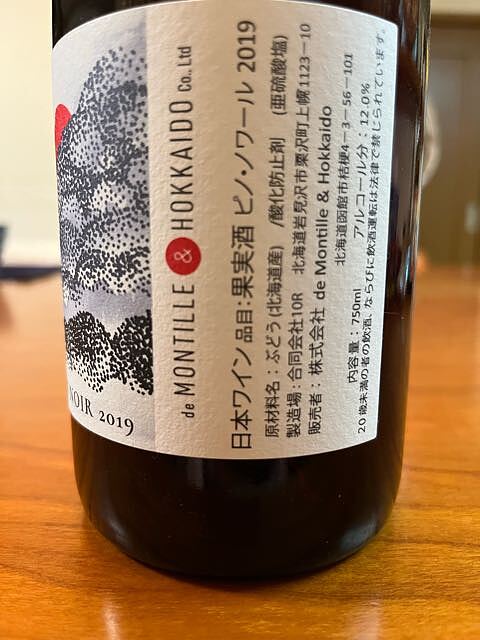 NOIR 2019
de MONTILLE & HOKKAIDO Co., Ltd
日本ワイン 品目:果実酒 ピノ・ノワール 2019
原材料名:ぶどう(北海道産) /酸化防止剤 (亜硫酸塩)
製造場:合同会社10R 北海道岩見沢市栗沢町上幌1123-10
販売者:株式会社 de Montille & Hokkaido
北海道函館市桔梗4-3-56-101
内容量:750ml アルコール分:12.0%
20歳未満の者の飲酒、ならびに飲酒運転は法律で禁じられています。